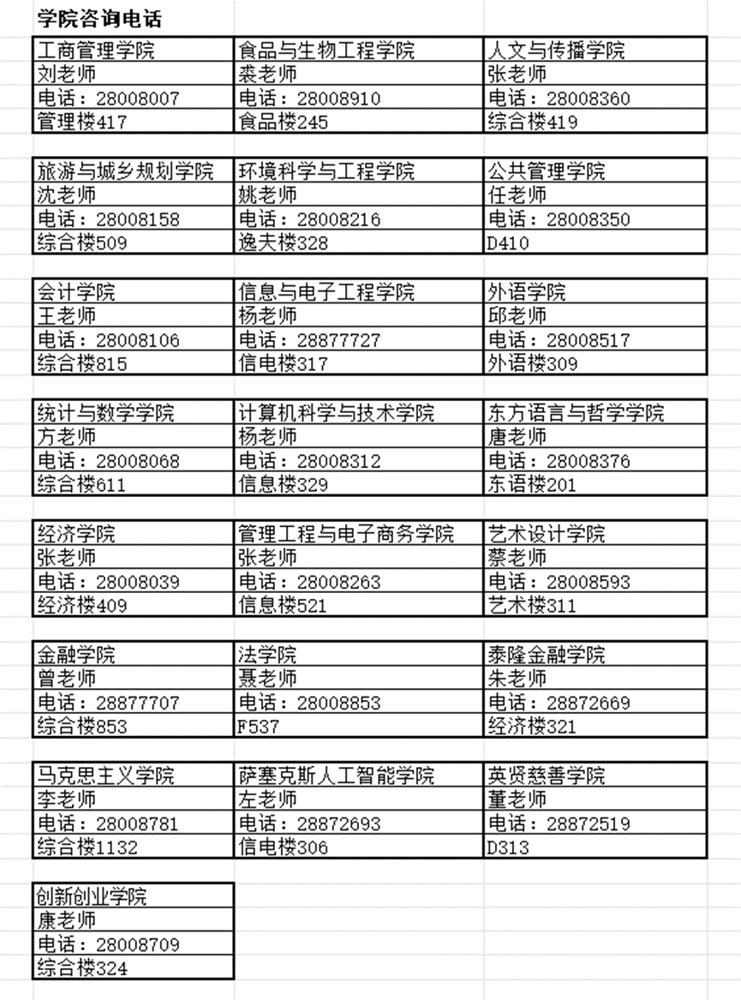 学院咨询电话
工商管理学院
刘老师
电话：28008007
管理楼417
食品与生物工程学院
裘老师
电话：28008910
食品楼245
人文与传播学院
张老师
电话：28008360
综合楼419
旅游与城乡规划学院
沈老师
电话：28008158
综合楼509
环境科学与工程学院
姚老师
电话：28008216
逸夫楼328
公共管理学院
任老师
电话：28008350
D410
会计学院
王老师
电话：28008106
综合楼815
信息与电子工程学院
杨老师
电话：28877727
信电楼317
外语学院
邱老师
电话：28008517
外语楼309
统计与数学学院
方老师
电话：28008068
综合楼611
计算机科学与技术学院
杨老师
电话：28008312
信息楼329
东方语言与哲学学院
唐老师
电话：28008376
东语楼201
经济学院
张老师
电话：28008039
经济楼409
管理工程与电子商务学院
张老师
电话：28008263
信息楼521
艺术设计学院
蔡老师
电话：28008593
艺术楼311
金融学院
曾老师
电话：28877707
综合楼853
法学院
聂老师
电话：28008853
F537
泰隆金融学院
朱老师
电话：28872669
经济楼321
马克思主义学院
李老师
电话：28008781
综合楼1132
萨塞克斯人工智能学院
左老师
电话：28872693
信电楼306
英贤慈善学院
董老师
电话：28872519
D313
创新创业学院
康老师
电话：28008709
综合楼324